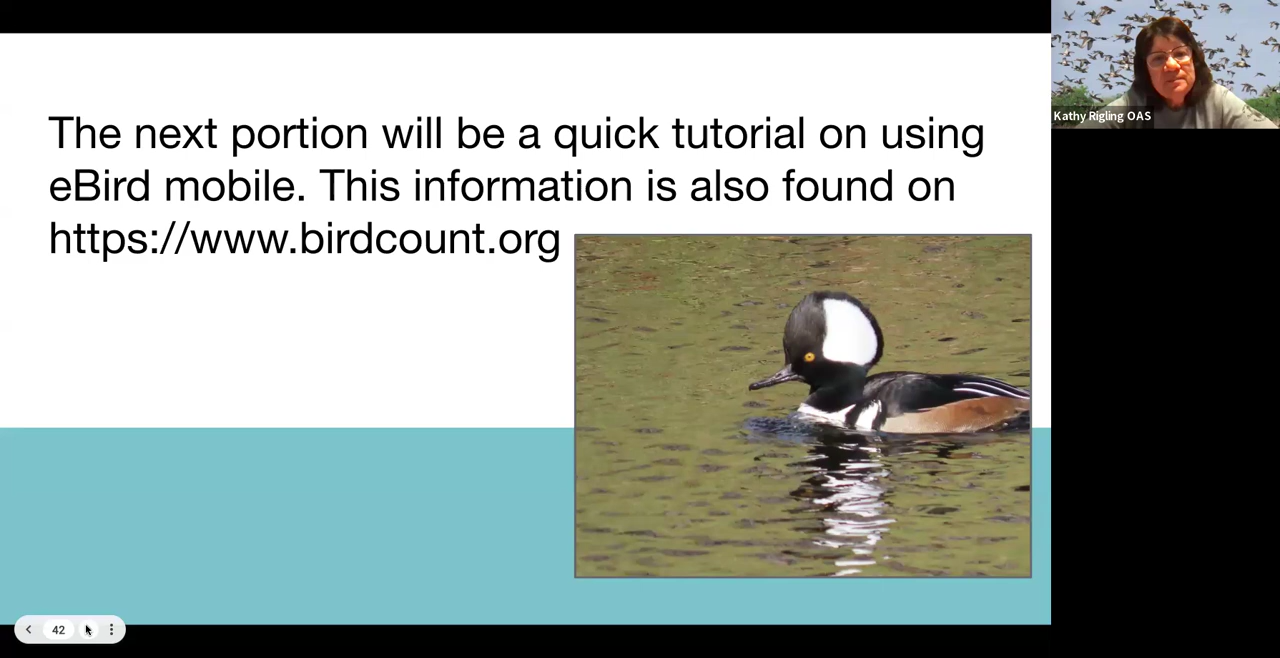 The next portion will be a quick tutorial on using
eBird mobile. This information is also found on
https://www.birdcount.org
Kathy Rigling OAS
42